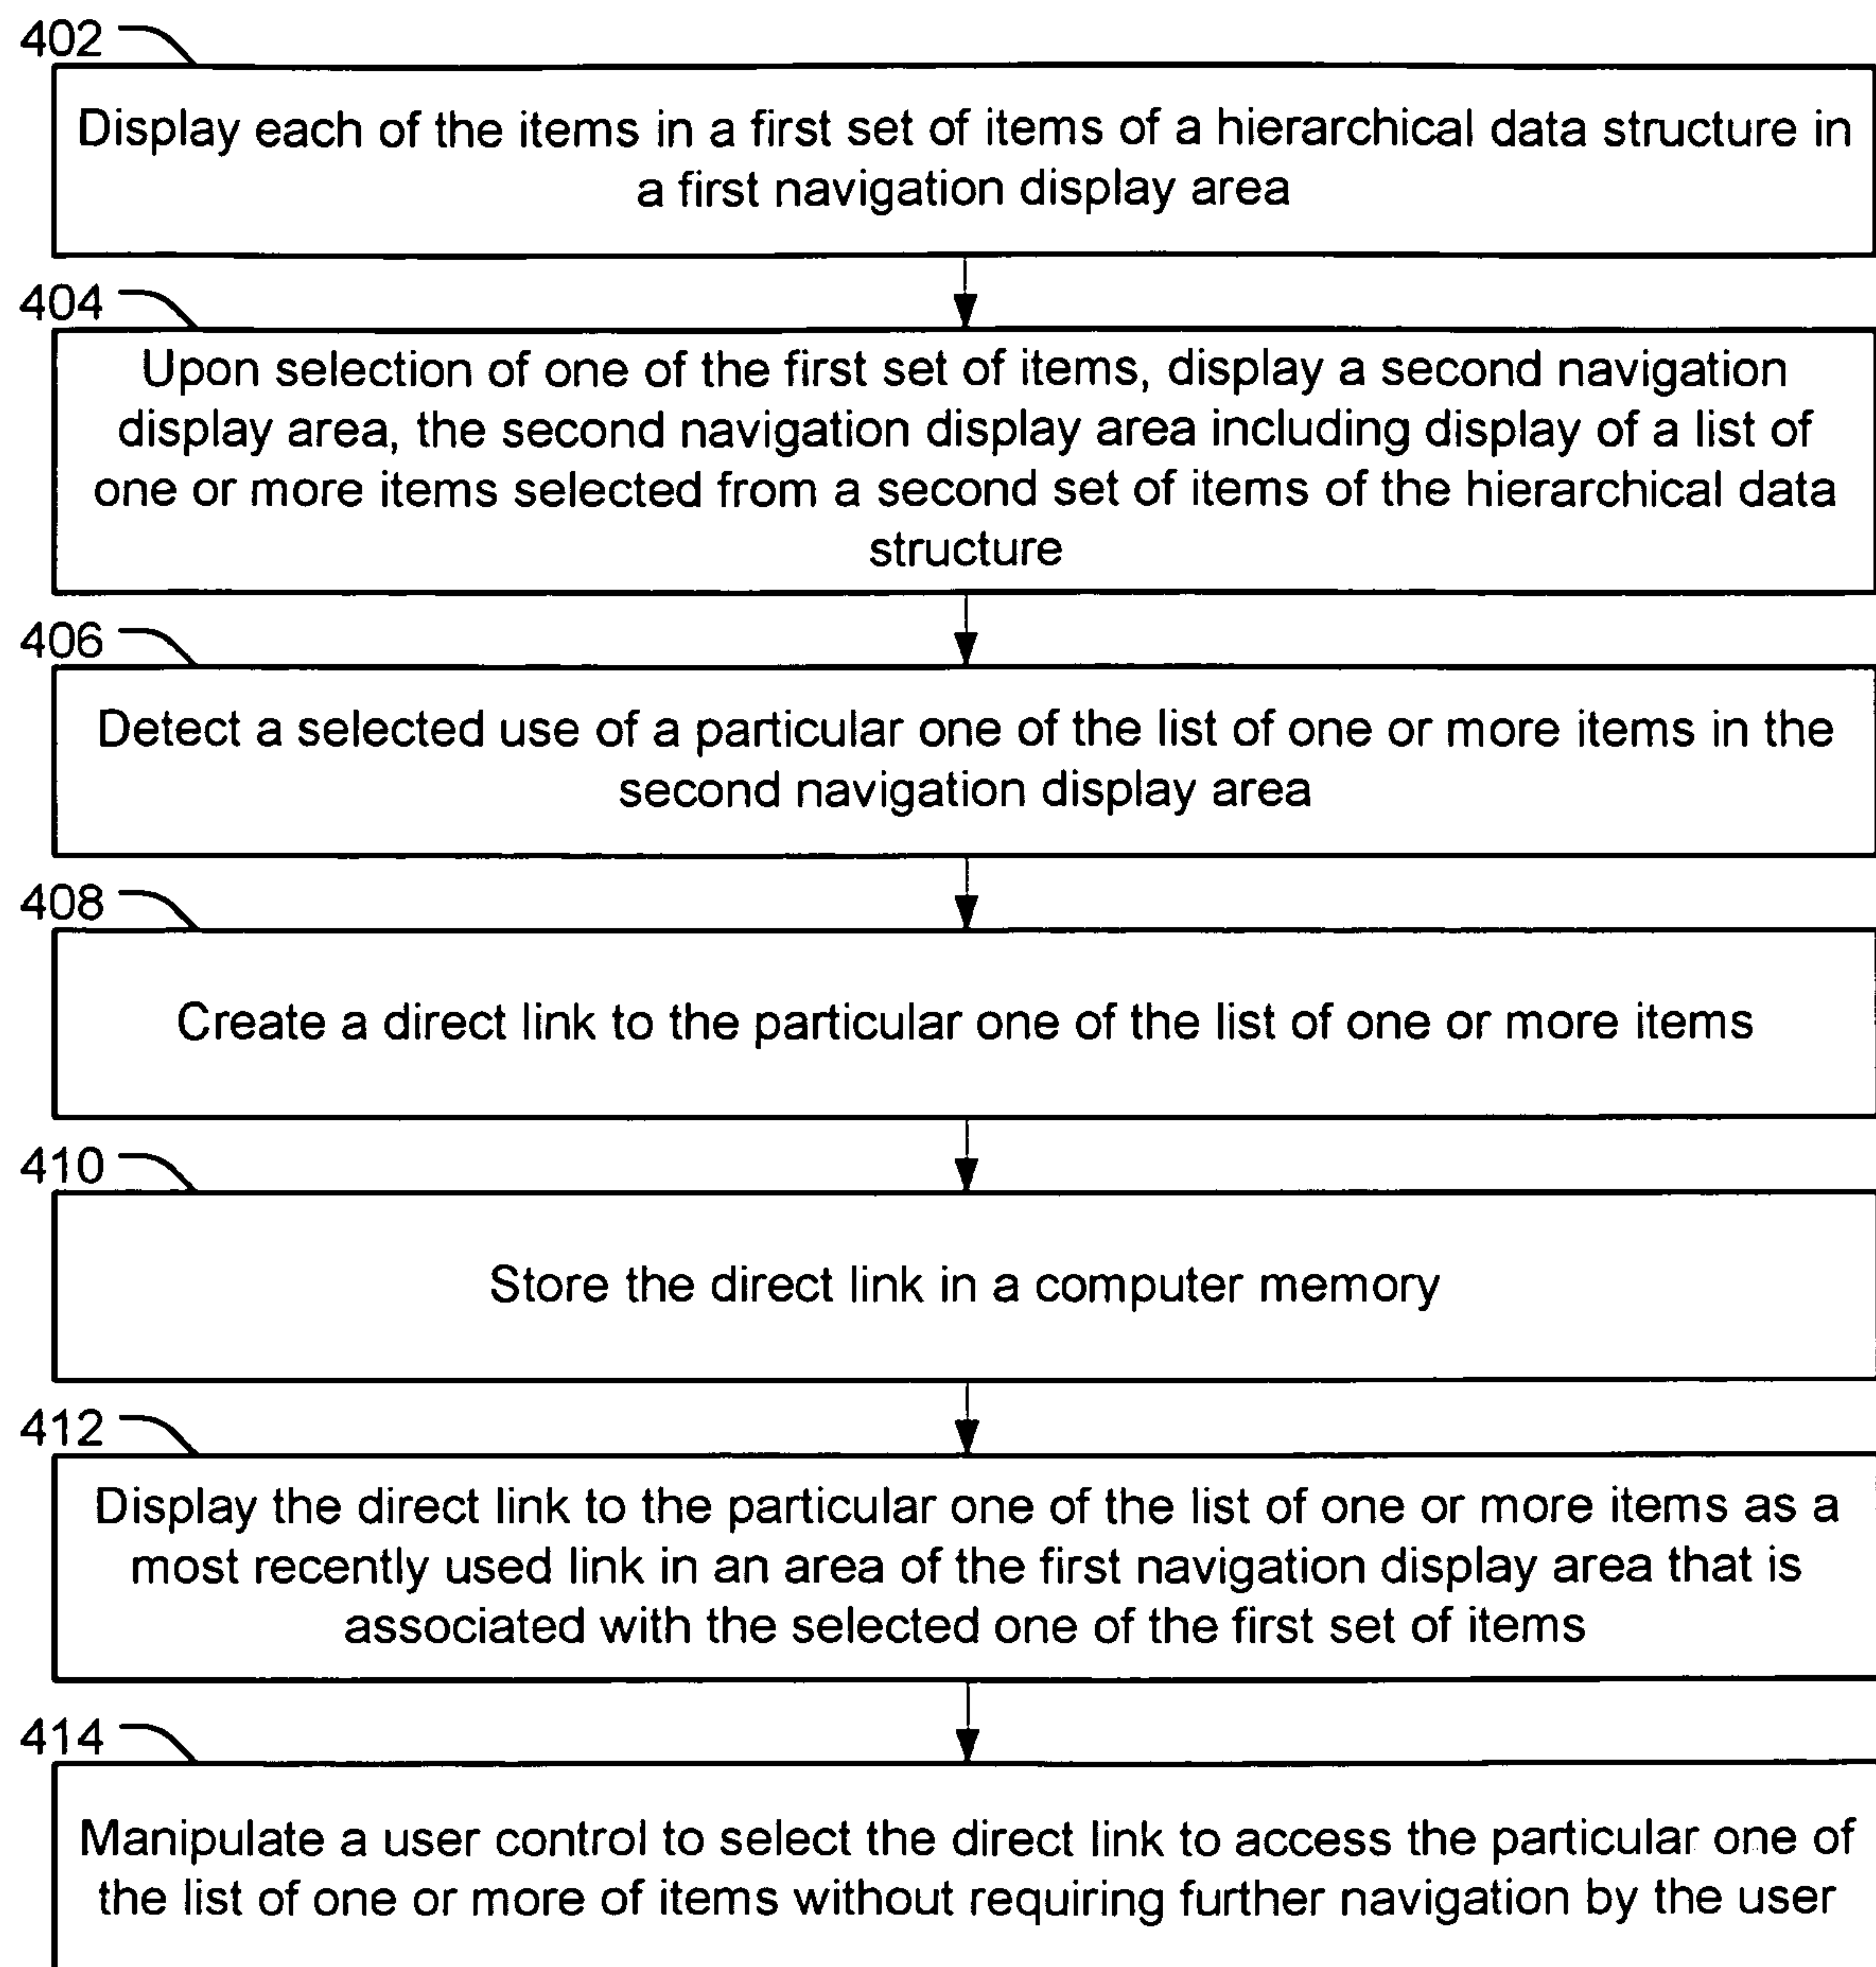 402
Display each of the items in a first set of items of a hierarchical data structure in
a first navigation display area
404
Upon selection of one of the first set of items, display a second navigation
display area, the second navigation display area including display of a list of
one or more items selected from a second set of items of the hierarchical data
structure
406
Detect a selected use of a particular one of the list of one or more items in the
second navigation display area
408
Create a direct link to the particular one of the list of one or more items
410
Store the direct link in a computer memory
412
Display the direct link to the particular one of the list of one or more items as a
most recently used link in an area of the first navigation display area that is
associated with the selected one of the first set of items
414
Manipulate a user control to select the direct link to access the particular one of
the list of one or more of items without requiring further navigation by the user